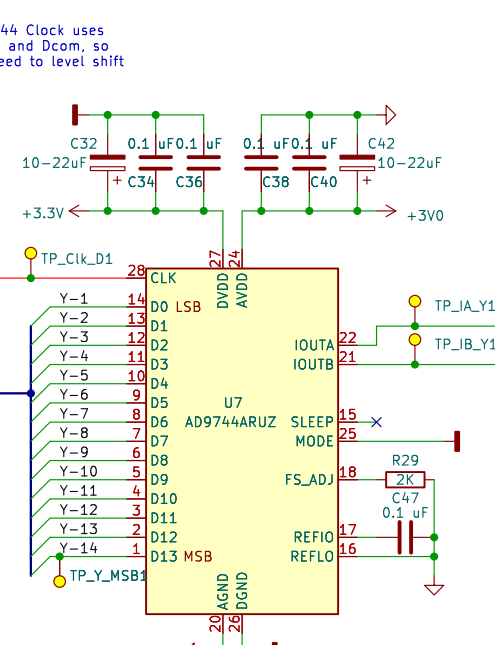 44 Clock uses
and Dcom, so
eed to level shift
C32
0.1 uF
0.1 uF
0.1 uF
0.1 uF
C42
10-22uF
10-22uF
+
C34
C36
C38
C40
+
+3.3V
+3V0
27
24
TP_Clk_D1
28
CLK
DVDD
AVDD
Y-1
14
D0 LSB
TP_IA_Y1
Y-2
13
D1
Y-3
12
D2
IOUTA
22
TP_IB_Y1
Y-4
11
D3
IOUTB
21
Y-5
10
D4
Y-6
9
D5
U7
Y-7
8
D6
AD9744ARUZ
SLEEP
15
Y-8
7
D7
MODE
25
Y-9
6
D8
R29
Y-10
5
D9
FS_ADJ
18
2K
Y-11
4
D10
C47
Y-12
3
D11
0.1 uF
Y-13
2
D12
REFIO
17
Y-14
1
D13 MSB
REFLO
16
TP_Y_MSB1
AGND
DGND
20
26